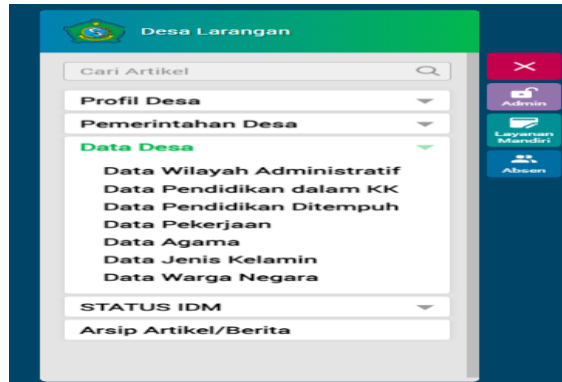 Desa Larangan
Cari Artikel
Profil Desa
Pemerintahan Desa
Data Desa
Data Wilayah Administratif
Data Pendidikan dalam KK
Data Pendidikan Ditempuh
Data Pekerjaan
Data Agama
Data Jenis Kelamin
Data Warga Negara
STATUS IDM
Arsip Artikel/Berita
Admin
Layanan
Mandiri
Absen